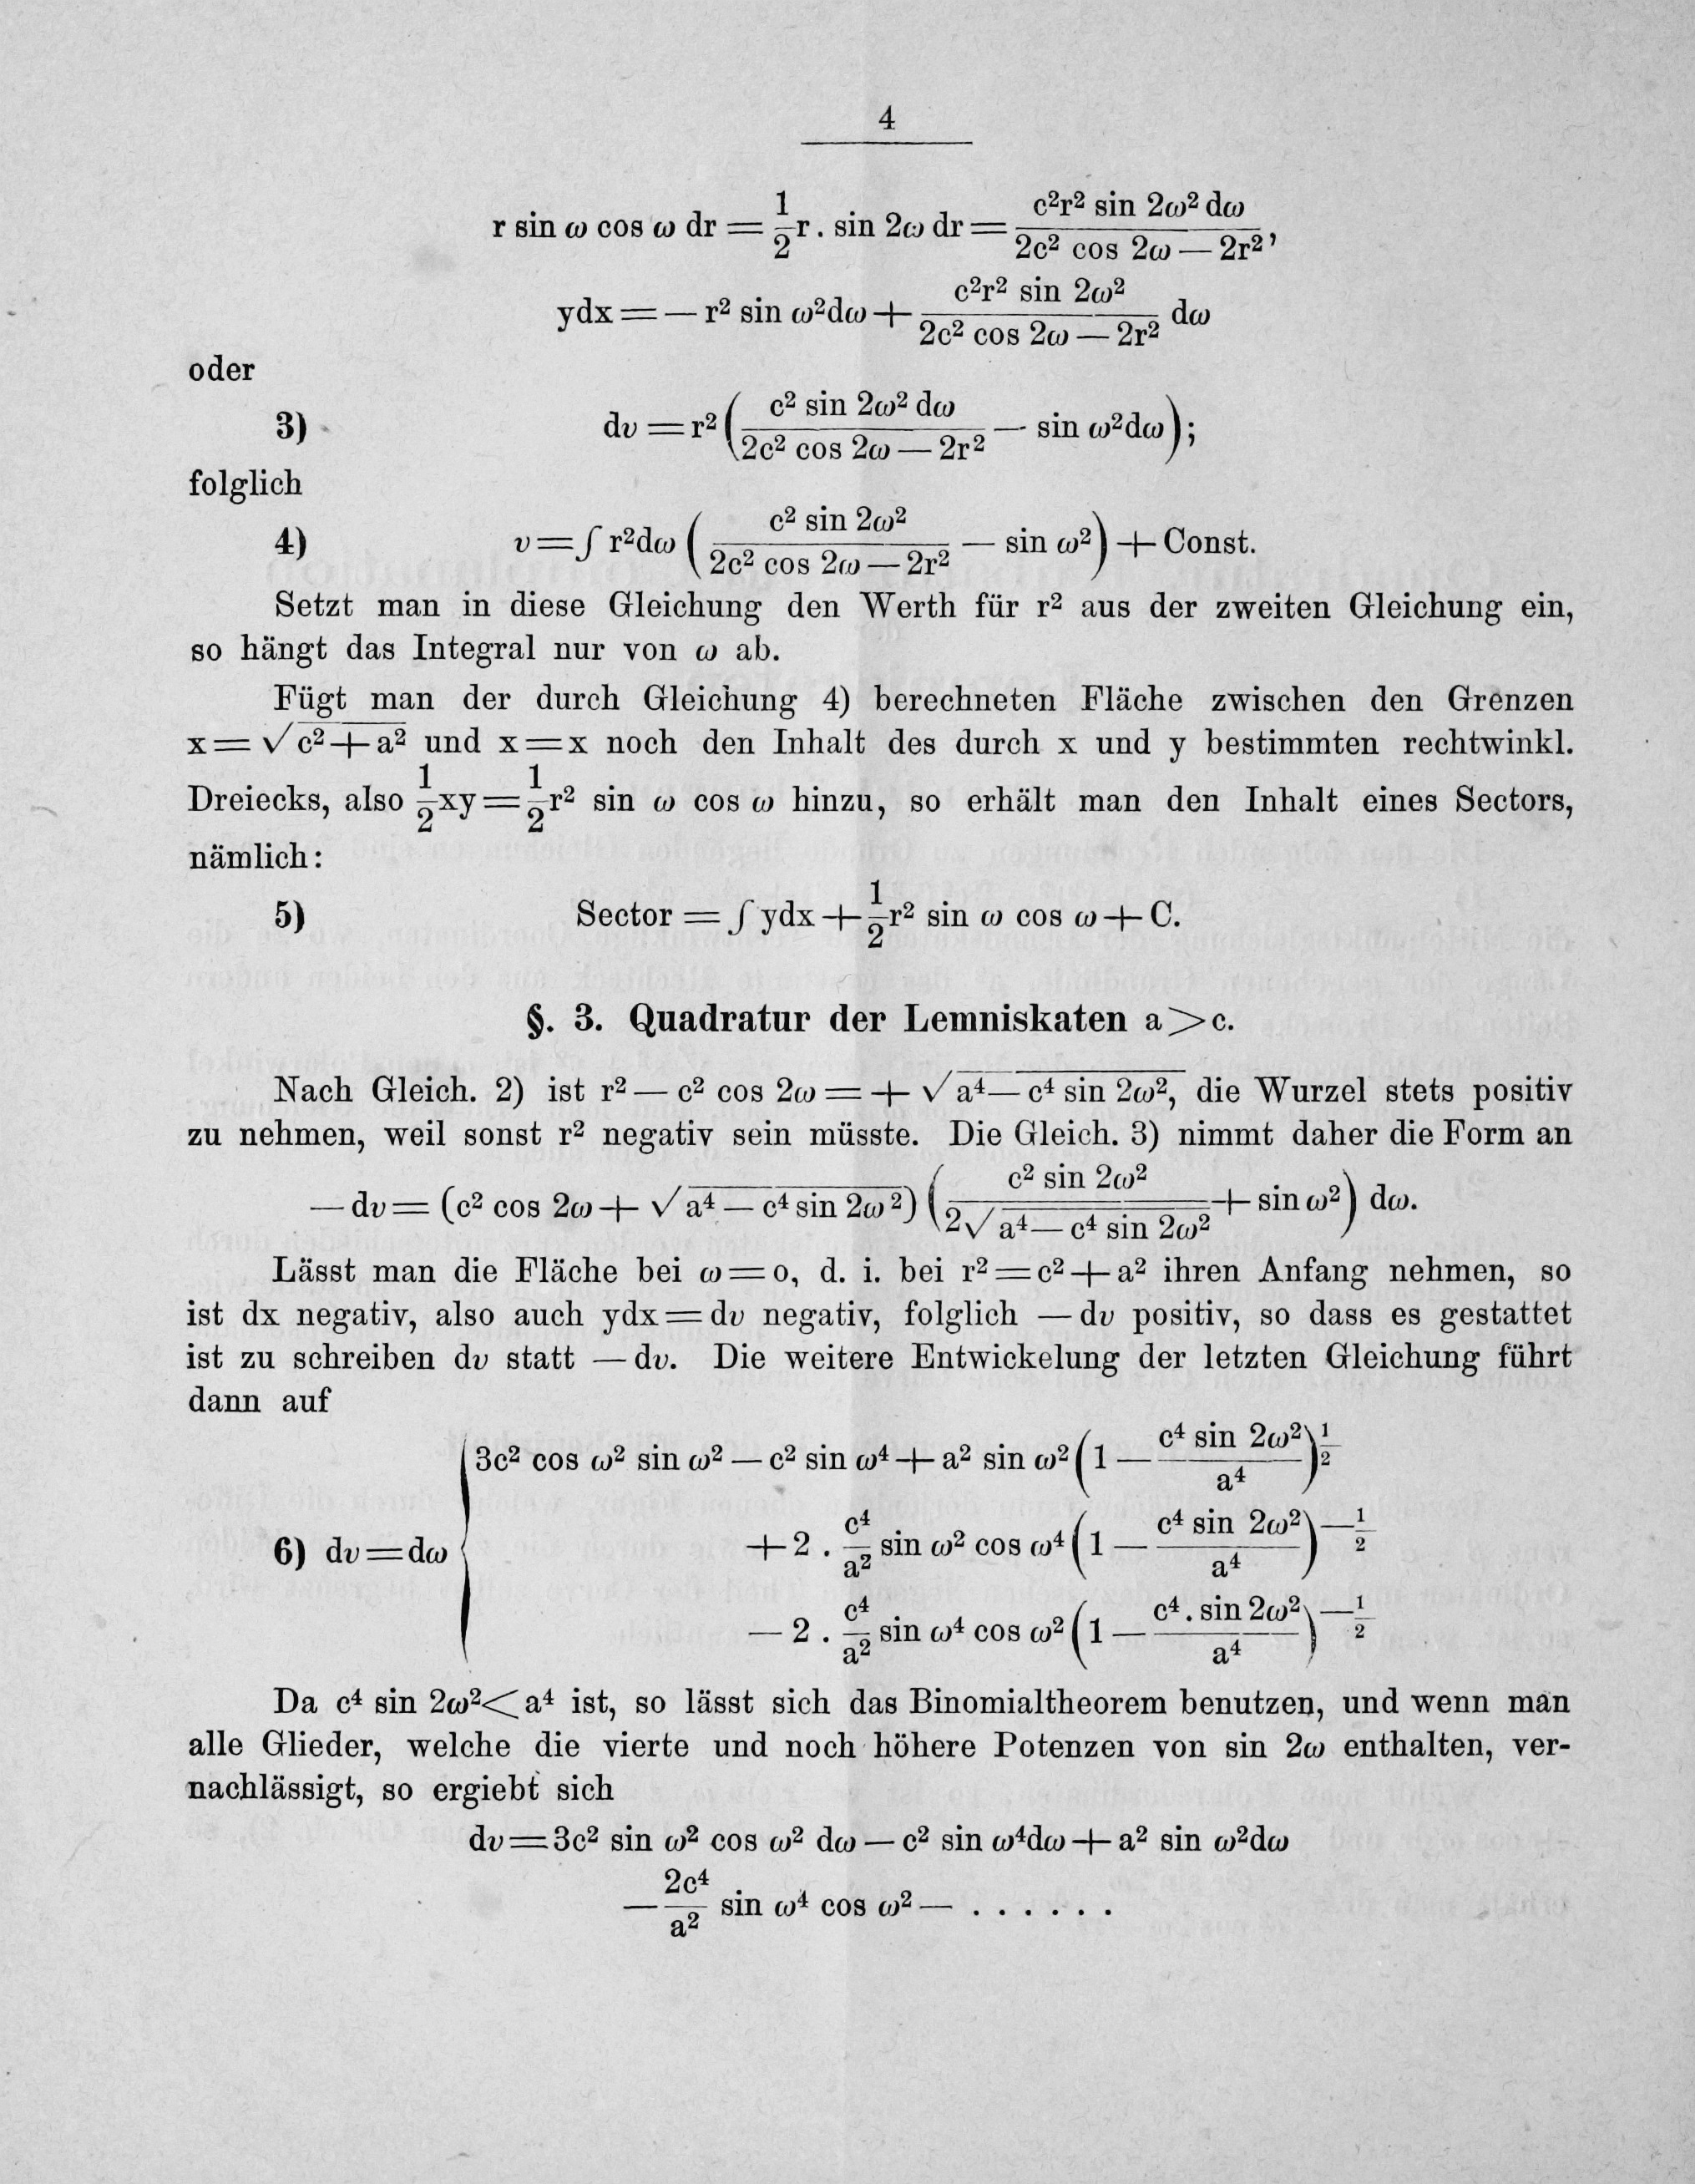 4
r sin ω cos ω dr = 1/2 r . sin 2ω dr = c²r² sin 2ω² dω / 2c² cos 2ω — 2r²,
ydx = — r² sin ω²dω + c²r² sin 2ω² / 2c² cos 2ω — 2r² dω
oder
3) dv = r² ( c² sin 2ω² dω / 2c² cos 2ω — 2r² — sin ω²dω );
folglich
4) v = ∫ r²dω ( c² sin 2ω² / 2c² cos 2ω — 2r² — sin ω² ) + Const.
Setzt man in diese Gleichung den Werth für r² aus der zweiten Gleichung ein,
so hängt das Integral nur von ω ab.
Fügt man der durch Gleichung 4) berechneten Fläche zwischen den Grenzen
x = √c² + a² und x = x noch den Inhalt des durch x und y bestimmten rechtwinkl.
Dreiecks, also 1/2 xy = 1/2 r² sin ω cos ω hinzu, so erhält man den Inhalt eines Sectors,
nämlich:
5) Sector = ∫ ydx + 1/2 r² sin ω cos ω + C.
§. 3. Quadratur der Lemniskaten a > c.
Nach Gleich. 2) ist r² — c² cos 2ω = + √a⁴ — c⁴ sin 2ω², die Wurzel stets positiv
zu nehmen, weil sonst r² negativ sein müsste. Die Gleich. 3) nimmt daher die Form an
— dv = (c² cos 2ω + √a⁴ — c⁴ sin 2ω²) ( c² sin 2ω² / 2√a⁴ — c⁴ sin 2ω² + sin ω² ) dω.
Lässt man die Fläche bei ω = o, d. i. bei r² = c² + a² ihren Anfang nehmen, so
ist dx negativ, also auch ydx = dv negativ, folglich — dv positiv, so dass es gestattet
ist zu schreiben dv statt — dv. Die weitere Entwickelung der letzten Gleichung führt
dann auf
6) dv = dω { 3c² cos ω² sin ω² — c² sin ω⁴ + a² sin ω² ( 1 — c⁴ sin 2ω² / a⁴ )^1/2
+ 2 . c⁴/a² sin ω² cos ω⁴ ( 1 — c⁴ sin 2ω² / a⁴ )^—1/2
— 2 . c⁴/a² sin ω⁴ cos ω² ( 1 — c⁴ . sin 2ω² / a⁴ )^—1/2
Da c⁴ sin 2ω² < a⁴ ist, so lässt sich das Binomialtheorem benutzen, und wenn man
alle Glieder, welche die vierte und noch höhere Potenzen von sin 2ω enthalten, ver-
nachlässigt, so ergiebt sich
dv = 3c² sin ω² cos ω² dω — c² sin ω⁴dω + a² sin ω²dω
— 2c⁴/a² sin ω⁴ cos ω² — . . . . . .